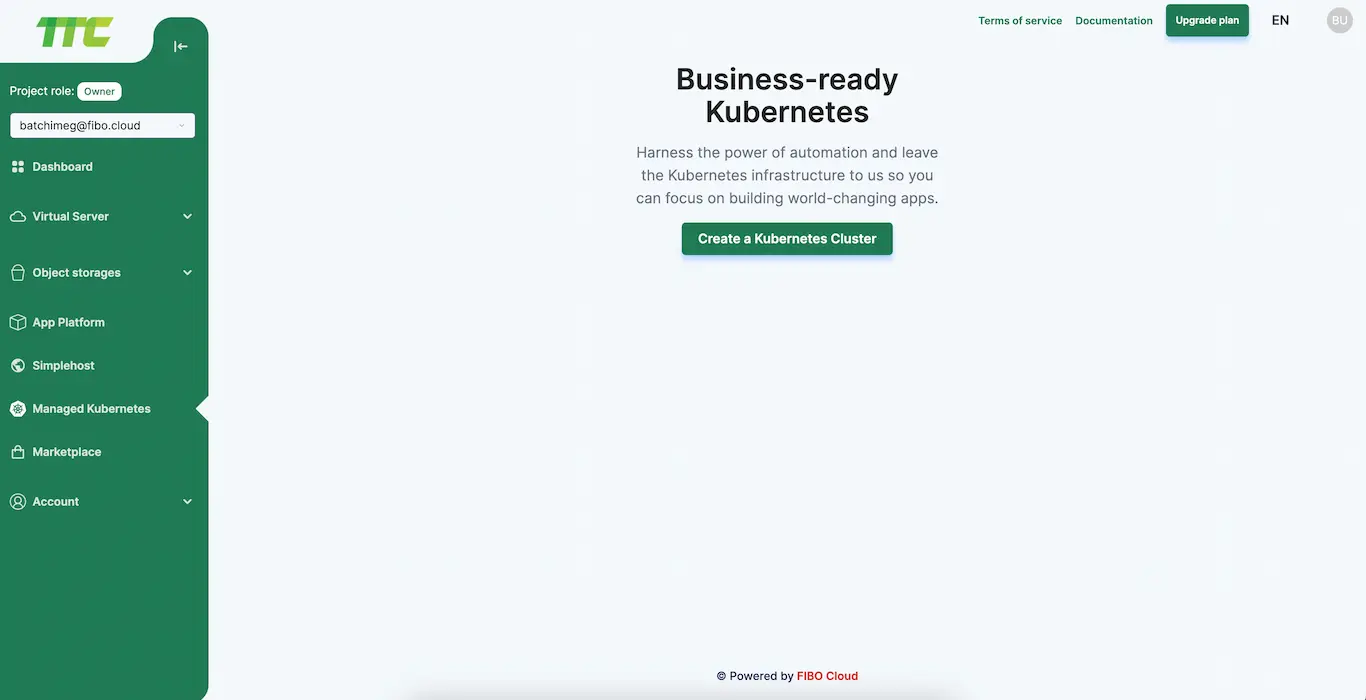 TTC
Terms of service
Documentation
Upgrade plan
EN
BU
Project role: Owner
batchimeg@fibo.cloud
Dashboard
Virtual Server
Object storages
App Platform
Simplehost
Managed Kubernetes
Marketplace
Account
Business-ready
Kubernetes
Harness the power of automation and leave
the Kubernetes infrastructure to us so you
can focus on building world-changing apps.
Create a Kubernetes Cluster
© Powered by FIBO Cloud